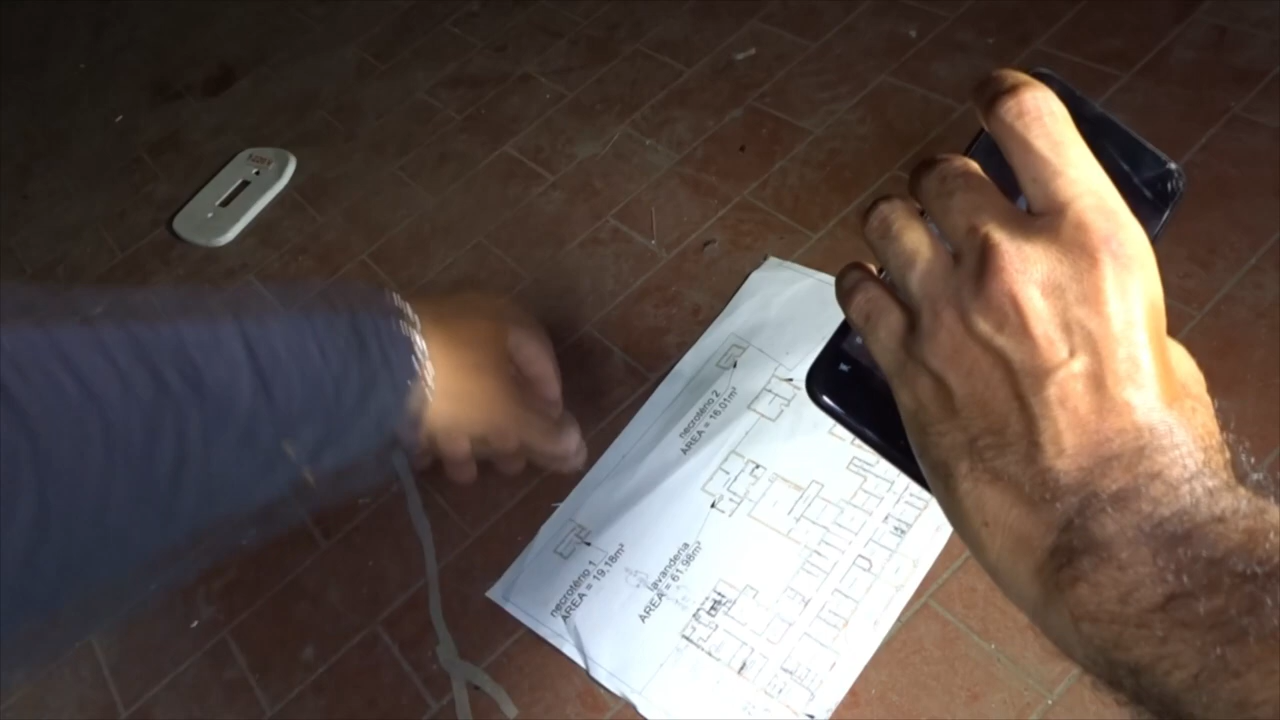 necrotério 2
AREA = 16,01m²
necrotério 1
AREA = 19,18m²
lavanderia
AREA = 61,98m²